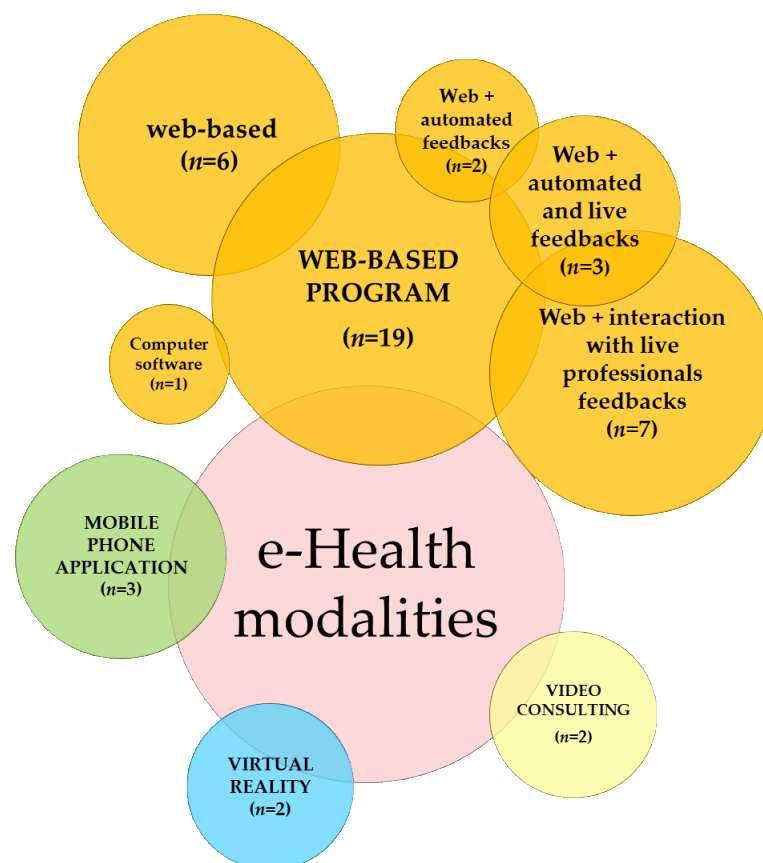 web-based
(n=6)
Web +
automated
feedbacks
(n=2)
Web +
automated
and live
feedbacks
(n=3)
WEB-BASED
PROGRAM
(n=19)
Web + interaction
with live
professionals
feedbacks
(n=7)
Computer
software
(n=1)
MOBILE
PHONE
APPLICATION
(n=3)
e-Health
modalities
VIDEO
CONSULTING
(n=2)
VIRTUAL
REALITY
(n=2)